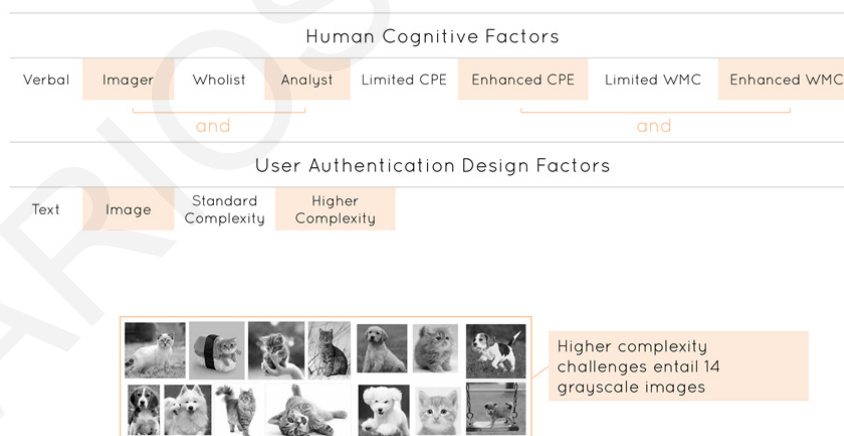 Human Cognitive Factors
Verbal Imager Wholist Analyst Limited CPE Enhanced CPE Limited WMC Enhanced WMC
and and
User Authentication Design Factors
Text Image Standard Complexity Higher Complexity
Higher complexity
challenges entail 14
grayscale images
ARIOS